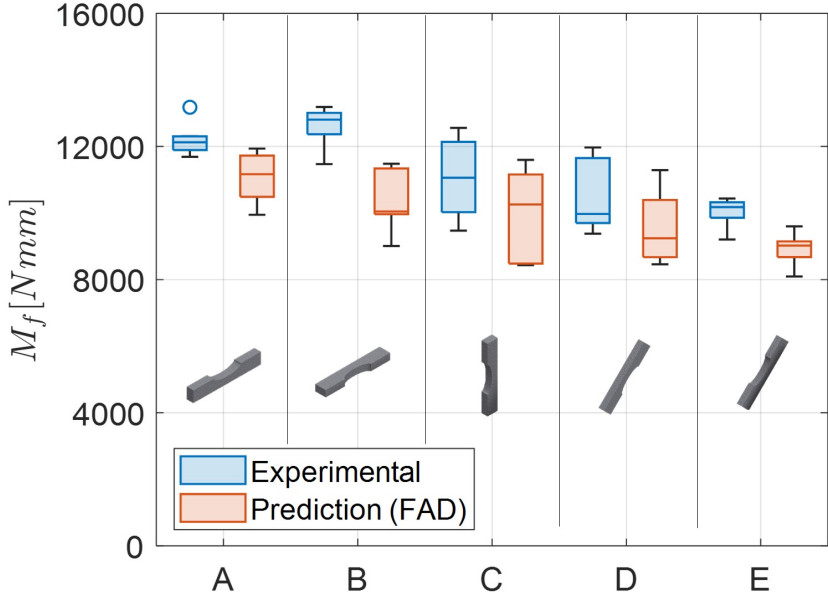 16000
12000
8000
4000
0
M_f [Nmm]
Experimental
Prediction (FAD)
A B C D E